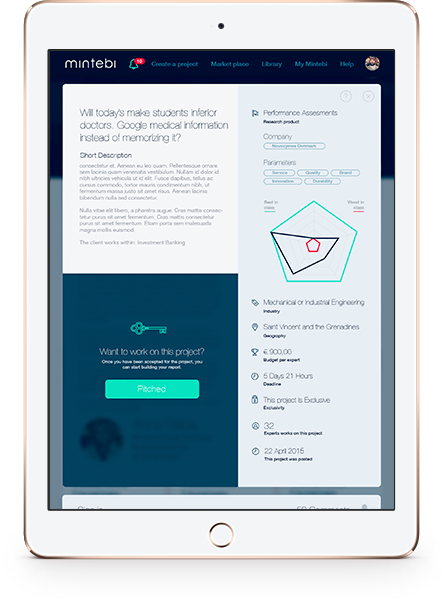 mintebi
10
Create a project
Market place
Library
My Mintebi
Help
Will today's make students inferior
doctors. Google medical information
instead of memorizing it?
Short Description
consectetur at. Aenean eu leo quam. Pellentesque ornare
sem lacinia quam venenatis vestibulum. Nullam id dolor id
nibh ultricies ut id elit. Fusce dapibus, tellus ac
cursus commodo, tortor mauris condimentum nibh, ut
fermentum massa justo sit amet risus. Aenean lacinia
bibendum nulla sed consectetur.
Nulla vitae elit libero, a pharetra augue. Cras mattis consec-
tetur purus sit amet fermentum. Cras mattis consectetur
purus sit amet fermentum. Etiam porta sem malesuada
magna mollis euismod.
The client works within: Investment Banking
Want to work on this project?
Once you have been accepted for the project, you
can start building your report.
Pitched
?
Performance Assesments
Research product
Company
Novozymes Denmark
Parameters
Service
Quality
Brand
Innovation
Durability
Best in
class
Worst in
class
Mechanical or Industrial Engineering
Industry
Saint Vincent and the Grenadines
Geography
€ 900,00
Budget per expert
5 Days 21 Hours
Deadline
This project is Exclusive
Exclusivity
32
Experts works on this project
22 April 2015
This project was posted